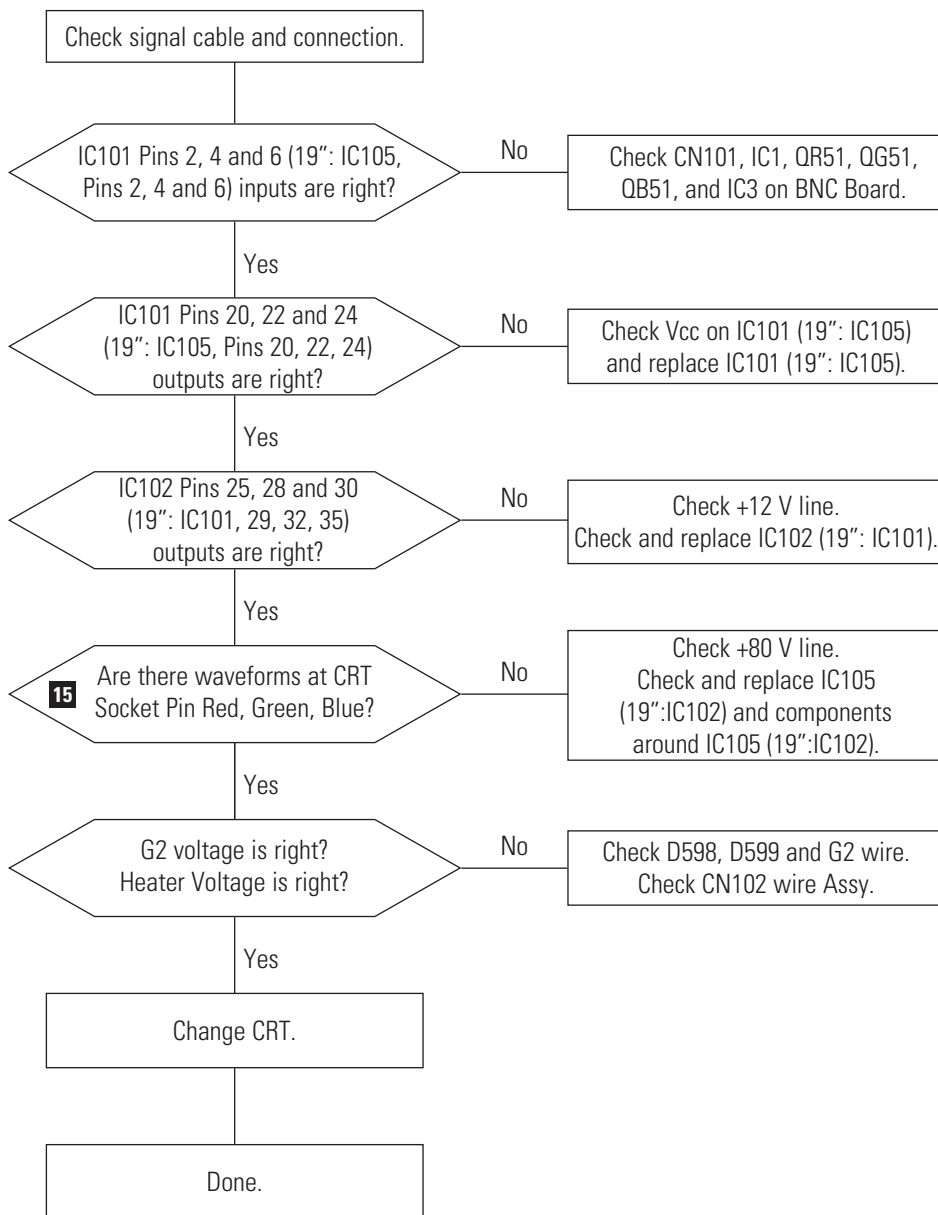 Check signal cable and connection.
IC101 Pins 2, 4 and 6 (19”: IC105,
Pins 2, 4 and 6) inputs are right?
No
Check CN101, IC1, QR51, QG51,
QB51, and IC3 on BNC Board.
Yes
IC101 Pins 20, 22 and 24
(19”: IC105, Pins 20, 22, 24)
outputs are right?
No
Check Vcc on IC101 (19”: IC105)
and replace IC101 (19”: IC105).
Yes
IC102 Pins 25, 28 and 30
(19”: IC101, 29, 32, 35)
outputs are right?
No
Check +12 V line.
Check and replace IC102 (19”: IC101).
Yes
15
Are there waveforms at CRT
Socket Pin Red, Green, Blue?
No
Check +80 V line.
Check and replace IC105
(19”:IC102) and components
around IC105 (19”:IC102).
Yes
G2 voltage is right?
Heater Voltage is right?
No
Check D598, D599 and G2 wire.
Check CN102 wire Assy.
Yes
Change CRT.
Done.